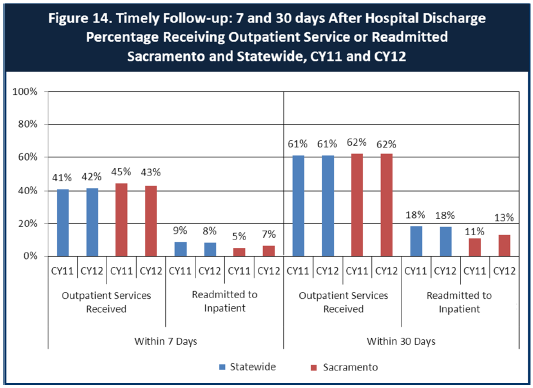 Figure 14. Timely Follow-up: 7 and 30 days After Hospital Discharge
Percentage Receiving Outpatient Service or Readmitted
Sacramento and Statewide, CY11 and CY12
100%
80%
60%
40%
20%
0%
41% 42% 45% 43%
9% 8% 5% 7%
61% 61% 62% 62%
18% 18% 11% 13%
CY11 CY12 CY11 CY12 CY11 CY12 CY11 CY12 CY11 CY12 CY11 CY12 CY11 CY12 CY11 CY12
Outpatient Services
Received
Readmitted to
Inpatient
Outpatient Services
Received
Readmitted to
Inpatient
Within 7 Days
Within 30 Days
Statewide
Sacramento